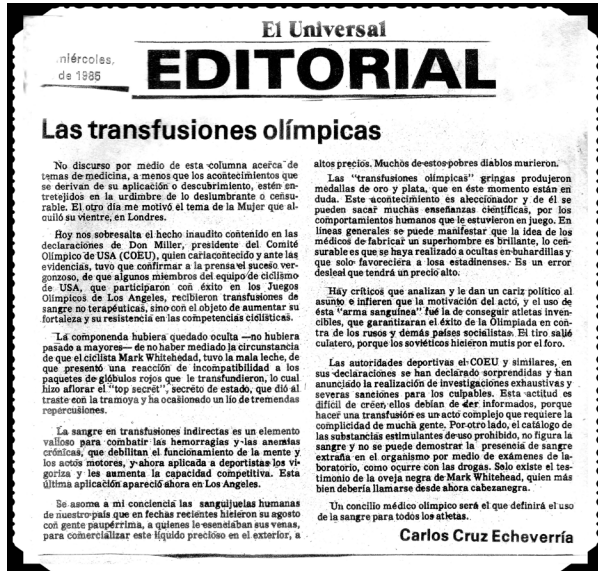 El Universal
niércoles,
de 1985
EDITORIAL
Las transfusiones olímpicas
No discurso por medio de esta columna acerca de
temas de medicina, a menos que los acontecimientos que
se derivan de su aplicación o descubrimiento, estén en-
tretejidos en la urdimbre de lo deslumbrante o censu-
rable. El otro día me motivó el tema de la Mujer que al-
quiló su vientre, en Londres.
Hoy nos sobresalta el hecho inaudito contenido en las
declaraciones de Don Miller, presidente del Comité
Olímpico de USA (COEU), quien cariacontecido y ante las
evidencias, tuvo que confirmar a la prensa el suceso ver-
gonzoso, de que algunos miembros del equipo de ciclismo
de USA, que participaron con éxito en los Juegos
Olímpicos de Los Angeles, recibieron transfusiones de
sangre no terapéuticas, sino con el objeto de aumentar su
fortaleza y su resistencia en las competencias ciclísticas.
La componenda hubiera quedado oculta —no hubiera
pasado a mayores— de no haber mediado la circunstancia
de que el ciclista Mark Whitehedad, tuvo la mala leche, de
que presentó una reacción de incompatibilidad a los
paquetes de glóbulos rojos que le transfundieron, lo cual
hizo aflorar el "top secret", secreto de estado, que dió al
traste con la tramoya y ha ocasionado un lío de tremendas
repercusiones.
La sangre en transfusiones indirectas es un elemento
valioso para combatir las hemorragias y las anemias
crónicas, que debilitan el funcionamiento de la mente y
los actos motores, y ahora aplicada a deportistas los vi-
goriza y les aumenta la capacidad competitiva. Esta
última aplicación apareció ahora en Los Angeles.
Se asoma a mi conciencia las sanguijuelas humanas
de nuestro país que en fechas recientes hicieron su agosto
con gente paupérrima, a quienes le esenciaban sus venas,
para comercializar este líquido precioso en el exterior, a
altos precios. Muchos de estos pobres diablos murieron.
Las "transfusiones olímpicas" gringas produjeron
medallas de oro y plata, que en éste momento están en
duda. Este acontecimiento es aleccionador y de él se
pueden sacar muchas enseñanzas científicas, por los
comportamientos humanos que le estuvieron en juego. En
líneas generales se puede manifestar que la idea de los
médicos de fabricar un superhombre es brillante, lo cen-
surable es que se haya realizado a ocultas en buhardillas y
que solo favoreciera a los estadinenses. Es un error
desleal que tendrá un precio alto.
Hay críticos que analizan y le dan un cariz político al
asunto e infieren que la motivación del acto, y el uso de
ésta "arma sanguínea" fué la de conseguir atletas inven-
cibles, que garantizaran el éxito de la Olimpiada en con-
tra de los rusos y demás países socialistas. El tiro salió
culatero, porque los soviéticos hicieron mutis por el foro.
Las autoridades deportivas el COEU y similares, en
sus declaraciones se han declarado sorprendidas y han
anunciado la realización de investigaciones exhaustivas y
severas sanciones para los culpables. Esta actitud es
difícil de creer, ellos debían de ser informados, porque
hacer una transfusión es un acto complejo que requiere la
complicidad de mucha gente. Por otro lado, el catálogo de
las substancias estimulantes de uso prohibido, no figura la
sangre y no se puede demostrar la presencia de sangre
extraña en el organismo por medio de exámenes de la-
boratorio, como ocurre con las drogas. Solo existe el tes-
timonio de la oveja negra de Mark Whitehead, quien más
bien debería llamarse desde ahora cabezanegra.
Un concilio médico olímpico será el que definirá el uso
de la sangre para todos los atletas.
Carlos Cruz Echeverría